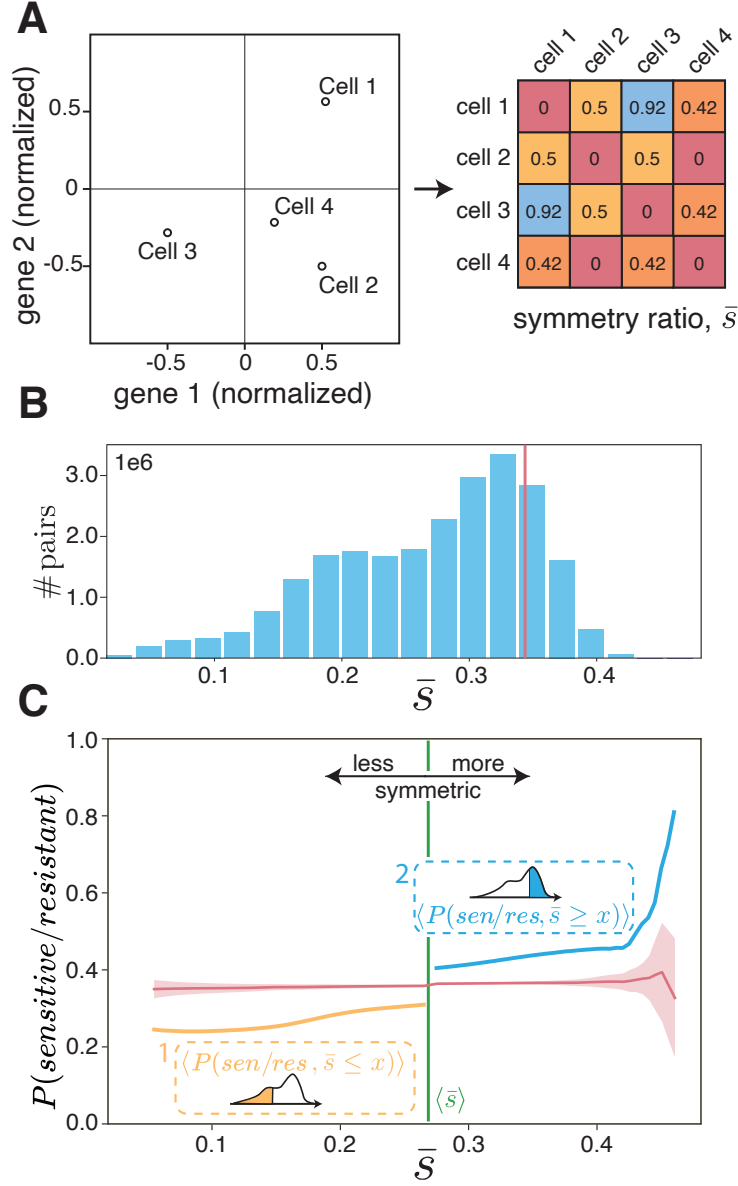 A
Cell 1
Cell 4
Cell 3
Cell 2
0.5
0
-0.5
-0.5
0
0.5
gene 2 (normalized)
gene 1 (normalized)
cell 1
cell 2
cell 3
cell 4
cell 1 0 0.5 0.92 0.42
cell 2 0.5 0 0.5 0
cell 3 0.92 0.5 0 0.42
cell 4 0.42 0 0.42 0
symmetry ratio, s̄
B
1e6
3.0
2.0
1.0
0.0
# pairs
0.1 0.2 0.3 0.4
s̄
C
1.0
0.8
0.6
0.4
0.2
0.0
P(sensitive/resistant)
less more
symmetric
2
⟨P(sen/res, s̄ ≥ x)⟩
1
⟨P(sen/res, s̄ ≤ x)⟩
⟨s̄⟩
0.1 0.2 0.3 0.4
s̄